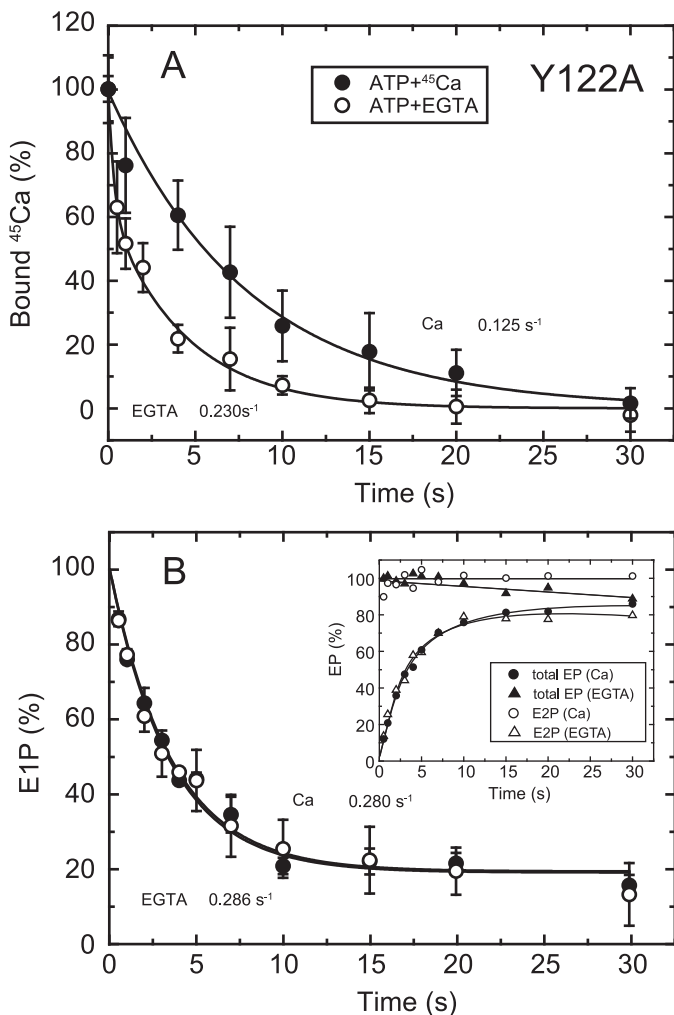 A
Y122A
ATP+⁴⁵Ca
ATP+EGTA
Bound ⁴⁵Ca (%)
120
100
80
60
40
20
0
Ca 0.125 s⁻¹
EGTA 0.230s⁻¹
0 5 10 15 20 25 30
Time (s)
B
E1P (%)
100
80
60
40
20
0
Ca 0.280 s⁻¹
EGTA 0.286 s⁻¹
0 5 10 15 20 25 30
Time (s)
EP (%)
100
80
60
40
20
0
total EP (Ca)
total EP (EGTA)
E2P (Ca)
E2P (EGTA)
0 5 10 15 20 25 30
Time (s)